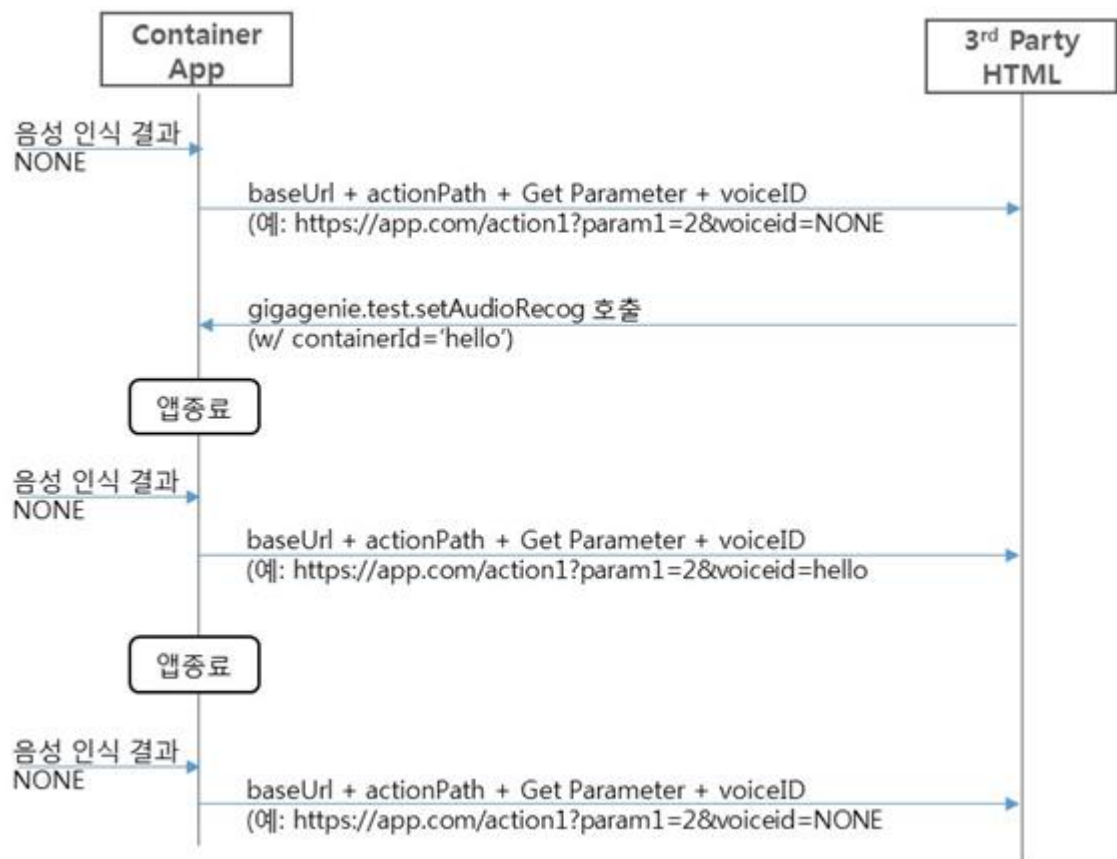 Container
App
3rd Party
HTML
음성 인식 결과
NONE
baseUrl + actionPath + Get Parameter + voiceID
(예: https://app.com/action1?param1=2&voiceid=NONE
gigagenie.test.setAudioRecog 호출
(w/ containerId=‘hello’)
앱종료
음성 인식 결과
NONE
baseUrl + actionPath + Get Parameter + voiceID
(예: https://app.com/action1?param1=2&voiceid=hello
앱종료
음성 인식 결과
NONE
baseUrl + actionPath + Get Parameter + voiceID
(예: https://app.com/action1?param1=2&voiceid=NONE